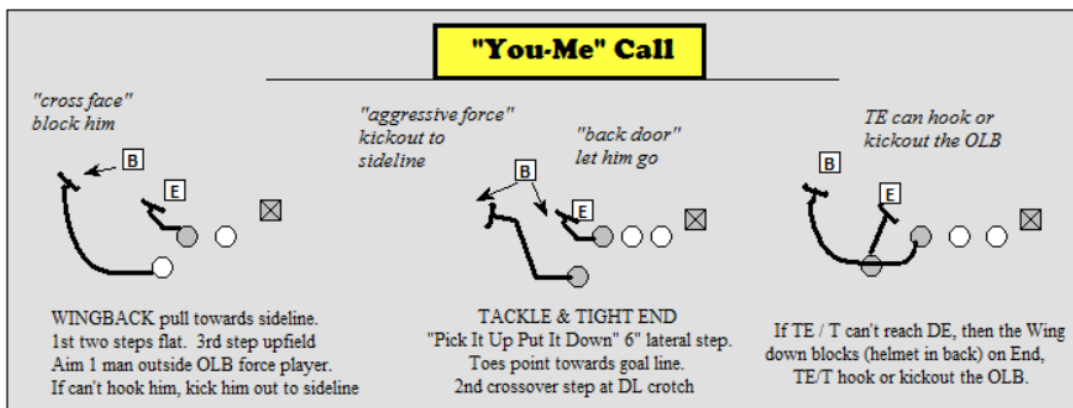 "You-Me" Call
"cross face"
block him
B
E
WINGBACK pull towards sideline.
1st two steps flat.  3rd step upfield
Aim 1 man outside OLB force player.
If can't hook him, kick him out to sideline
"aggressive force"
kickout to
sideline
"back door"
let him go
B
E
TACKLE & TIGHT END
"Pick It Up Put It Down" 6" lateral step.
Toes point towards goal line.
2nd crossover step at DL crotch
TE can hook or
kickout the OLB
B
E
If TE / T can't reach DE, then the Wing
down blocks (helmet in back) on End,
TE/T hook or kickout the OLB.